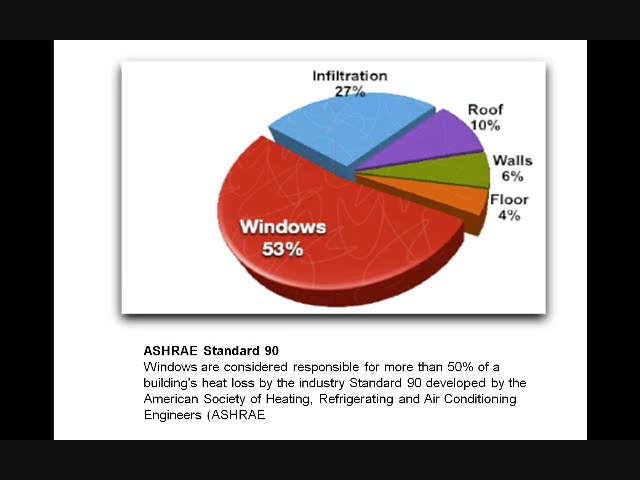 Infiltration
27%
Roof
10%
Walls
6%
Floor
4%
Windows
53%
ASHRAE Standard 90
Windows are considered responsible for more than 50% of a
building's heat loss by the industry Standard 90 developed by the
American Society of Heating, Refrigerating and Air Conditioning
Engineers (ASHRAE